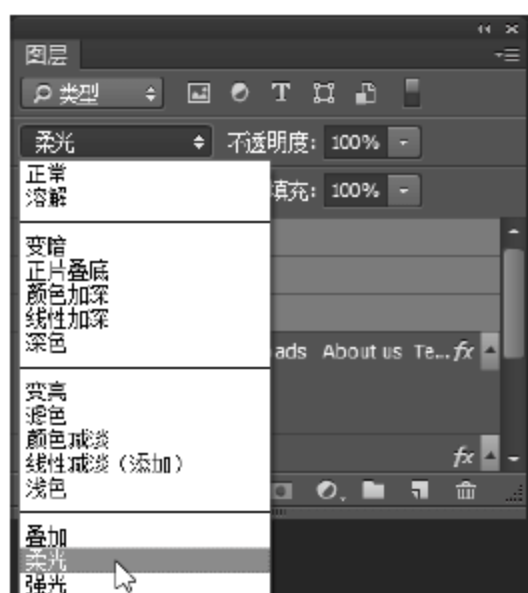 图层
类型 T
柔光 不透明度: 100%
正常 填充: 100%
溶解
变暗
正片叠底
颜色加深
线性加深
深色 ads About us Te... fx
变亮
滤色
颜色减淡
线性减淡（添加） fx
浅色
叠加
柔光
强光